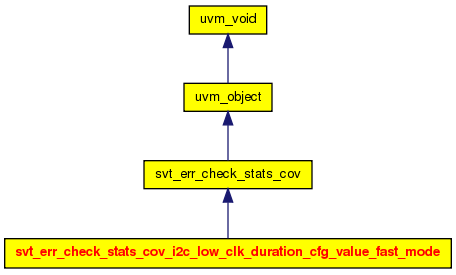 uvm_void
uvm_object
svt_err_check_stats_cov
svt_err_check_stats_cov_i2c_low_clk_duration_cfg_value_fast_mode